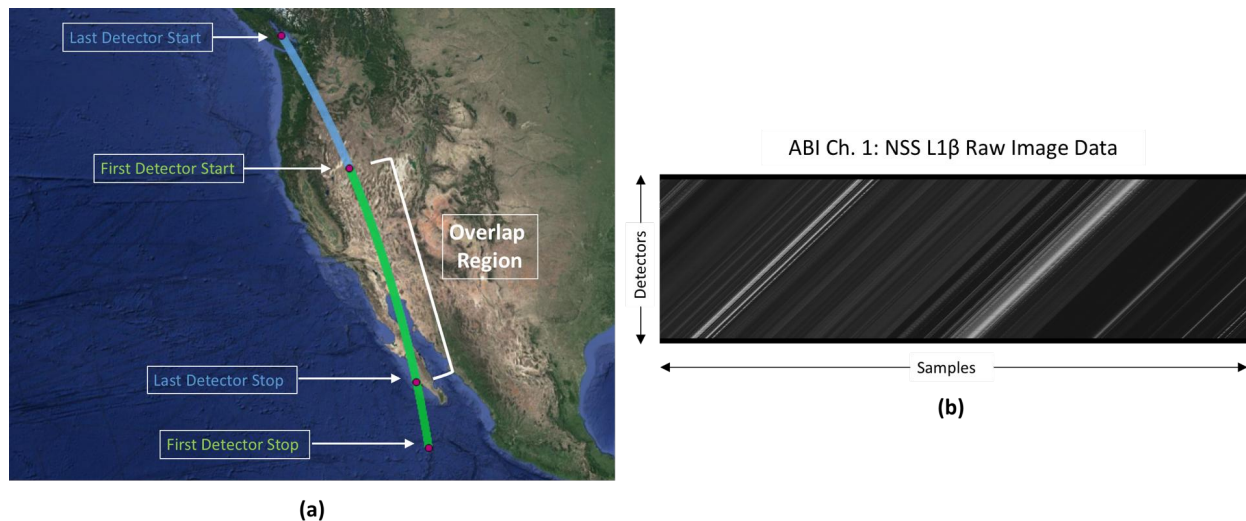 Last Detector Start
First Detector Start
Overlap
Region
Last Detector Stop
First Detector Stop
(a)
ABI Ch. 1: NSS L1β Raw Image Data
Detectors
Samples
(b)